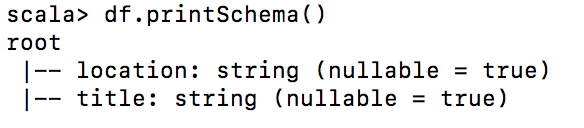 scala> df.printSchema()
root
 |-- location: string (nullable = true)
 |-- title: string (nullable = true)